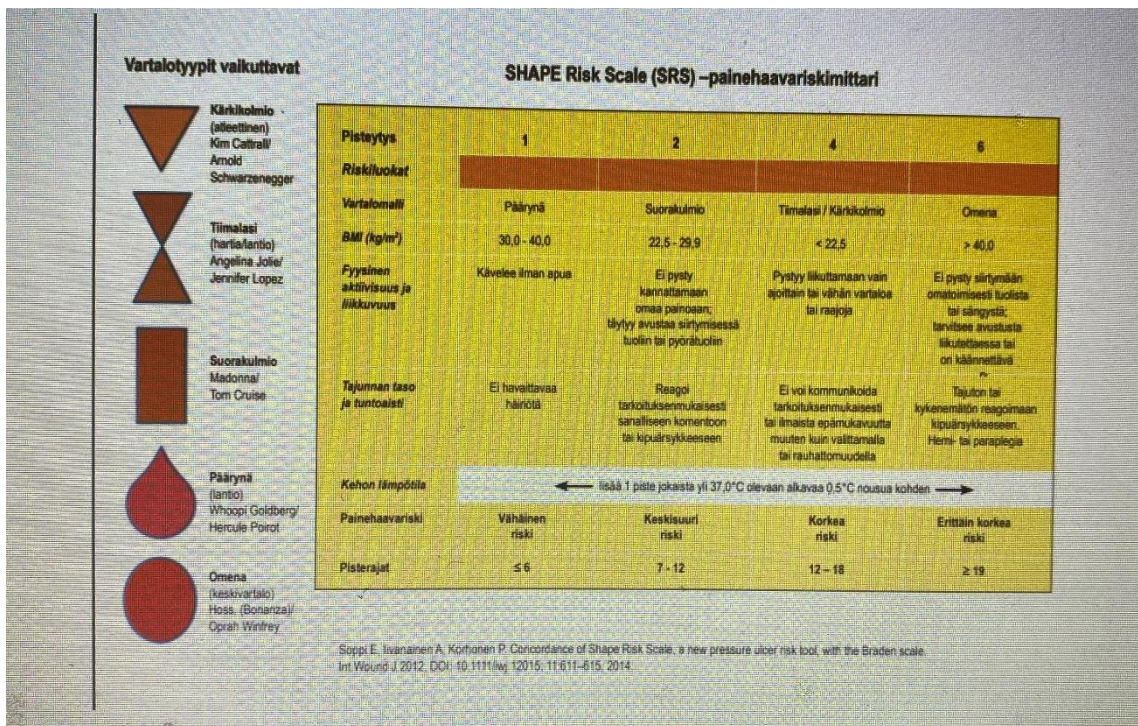 Vartalotyypit vaikuttavat
Kärkikolmio
(atleettinen)
Kim Cattrall/
Arnold
Schwarzenegger
Tiimalasi
(hartia/lantio)
Angelina Jolie/
Jennifer Lopez
Suorakulmio
Madonna/
Tom Cruise
Päärynä
(lantio)
Whoopi Goldberg/
Hercule Poirot
Omena
(keskivartalo)
Hoss. (Bonanza)/
Oprah Winfrey
SHAPE Risk Scale (SRS) –painehaavariskimittari
Pisteytys 1 2 4 6
Riskiluokat
Vartalomalli Päärynä Suorakulmio Tiimalasi / Kärkikolmio Omena
BMI (kg/m²) 30,0 - 40,0 22,5 - 29,9 < 22,5 > 40,0
Fyysinen
aktiivisuus ja
liikkuvuus
Kävelee ilman apua
Ei pysty
kannattamaan
omaa painoaan;
täytyy avustaa siirtymisessä
tuoliin tai pyörätuoliin
Pystyy liikuttamaan vain
ajoittain tai vähän vartaloa
tai raajoja
Ei pysty siirtymään
omatoimisesti tuolista
tai sängystä;
tarvitsee avustusta
liikutettaessa tai
on käännettävä
Tajunnan taso
ja tuntoaisti
Ei havaittavaa
häiriötä
Reagoi
tarkoituksenmukaisesti
sanalliseen komentoon
tai kipuärsykkeeseen
Ei voi kommunikoida
tarkoituksenmukaisesti
tai ilmaista epämukavuutta
muuten kuin valittamalla
tai rauhattomuudella
Tajuton tai
kykenemätön reagoimaan
kipuärsykkeeseen.
Hemi- tai paraplegia
Kehon lämpötila lisää 1 piste jokaista yli 37,0°C olevaan alkavaa 0,5°C nousua kohden
Painehaavariski
Vähäinen
riski
Keskisuuri
riski
Korkea
riski
Erittäin korkea
riski
Pisterajat ≤ 6 7 - 12 12 – 18 ≥ 19
Soppi E, Iivanainen A, Korhonen P. Concordance of Shape Risk Scale, a new pressure ulcer risk tool, with the Braden scale.
Int Wound J 2012, DOI: 10.1111/iwj.12015; 11:611–615, 2014.